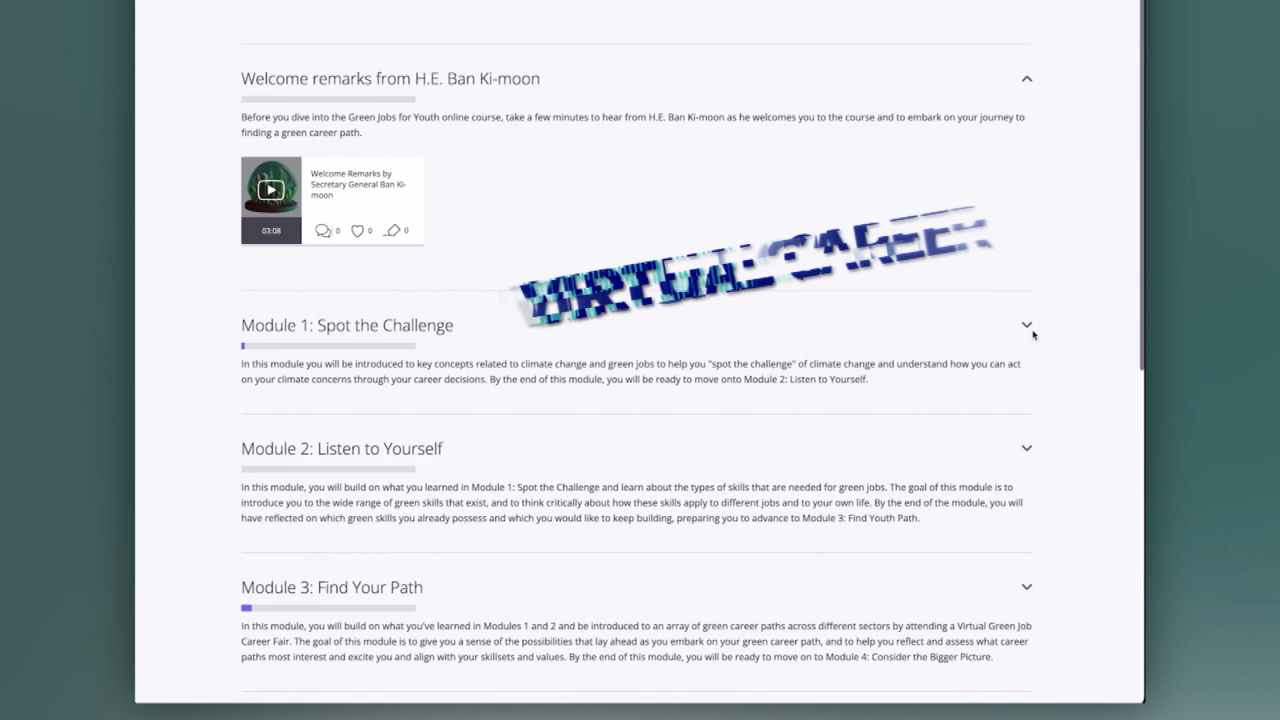 Welcome remarks from H.E. Ban Ki-moon
Before you dive into the Green Jobs for Youth online course, take a few minutes to hear from H.E. Ban Ki-moon as he welcomes you to the course and to embark on your journey to
finding a green career path.
Welcome Remarks by
Secretary General Ban Ki-
moon
03:08
0
0
0
VIRTUAL CAREER
Module 1: Spot the Challenge
In this module you will be introduced to key concepts related to climate change and green jobs to help you "spot the challenge" of climate change and understand how you can act
on your climate concerns through your career decisions. By the end of this module, you will be ready to move onto Module 2: Listen to Yourself.
Module 2: Listen to Yourself
In this module, you will build on what you learned in Module 1: Spot the Challenge and learn about the types of skills that are needed for green jobs. The goal of this module is to
introduce you to the wide range of green skills that exist, and to think critically about how these skills apply to different jobs and to your own life. By the end of the module, you will
have reflected on which green skills you already possess and which you would like to keep building, preparing you to advance to Module 3: Find Youth Path.
Module 3: Find Your Path
In this module, you will build on what you've learned in Modules 1 and 2 and be introduced to an array of green career paths across different sectors by attending a Virtual Green Job
Career Fair. The goal of this module is to give you a sense of the possibilities that lay ahead as you embark on your green career path, and to help you reflect and assess what career
paths most interest and excite you and align with your skillsets and values. By the end of this module, you will be ready to move on to Module 4: Consider the Bigger Picture.